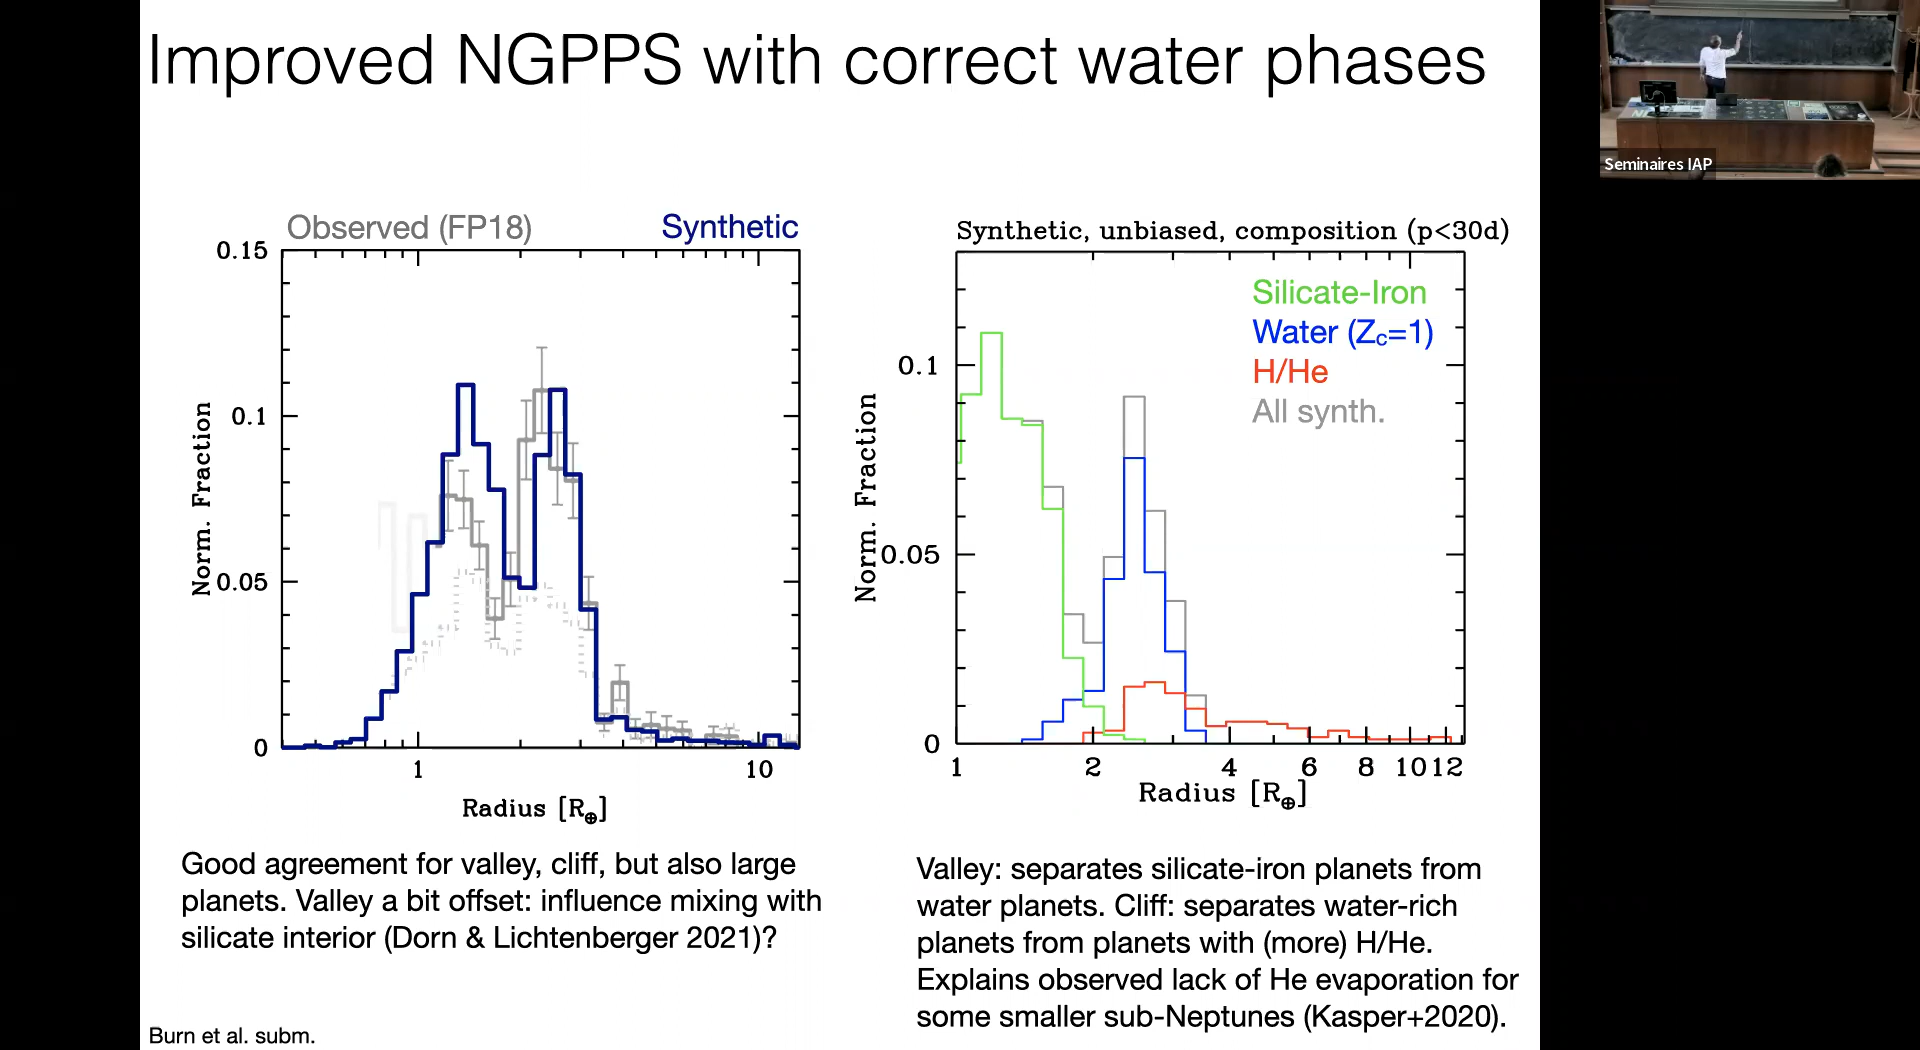 Improved NGPPS with correct water phases
Seminaires IAP
Observed (FP18)
Synthetic
0.15
0.1
0.05
0
Norm. Fraction
1
10
Radius [R⊕]
Synthetic, unbiased, composition (p<30d)
Silicate-Iron
Water (Zc=1)
H/He
All synth.
0.1
0.05
0
Norm. Fraction
1
2
4
6
8
10
12
Radius [R⊕]
Good agreement for valley, cliff, but also large
planets. Valley a bit offset: influence mixing with
silicate interior (Dorn & Lichtenberger 2021)?
Valley: separates silicate-iron planets from
water planets. Cliff: separates water-rich
planets from planets with (more) H/He.
Explains observed lack of He evaporation for
some smaller sub-Neptunes (Kasper+2020).
Burn et al. subm.